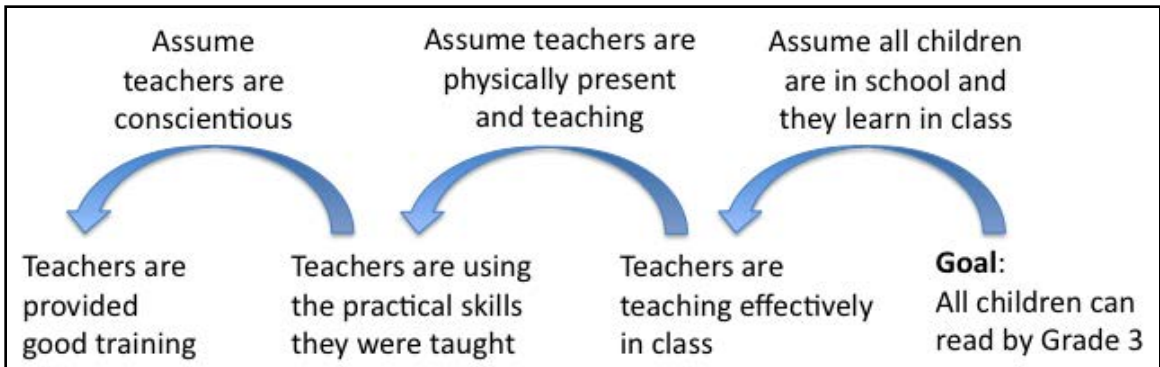 Assume
teachers are
conscientious
Assume teachers are
physically present
and teaching
Assume all children
are in school and
they learn in class
Teachers are
provided
good training
Teachers are using
the practical skills
they were taught
Teachers are
teaching effectively
in class
Goal:
All children can
read by Grade 3